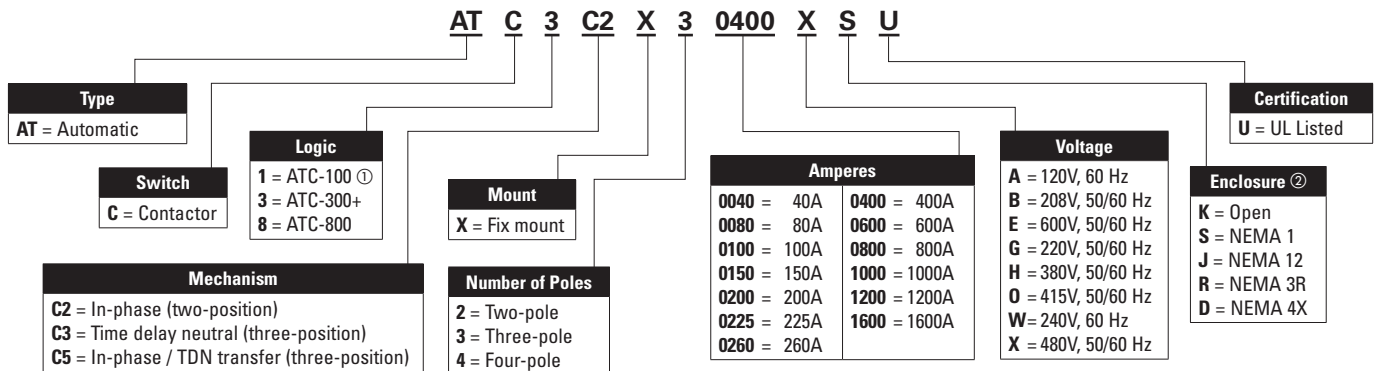 AT C 3 C2 X 3 0400 X S U
Type
AT = Automatic
Switch
C = Contactor
Logic
1 = ATC-100 ①
3 = ATC-300+
8 = ATC-800
Mechanism
C2 = In-phase (two-position)
C3 = Time delay neutral (three-position)
C5 = In-phase / TDN transfer (three-position)
Mount
X = Fix mount
Number of Poles
2 = Two-pole
3 = Three-pole
4 = Four-pole
Amperes
0040 = 40A
0080 = 80A
0100 = 100A
0150 = 150A
0200 = 200A
0225 = 225A
0260 = 260A
0400 = 400A
0600 = 600A
0800 = 800A
1000 = 1000A
1200 = 1200A
1600 = 1600A
Voltage
A = 120V, 60 Hz
B = 208V, 50/60 Hz
E = 600V, 50/60 Hz
G = 220V, 50/60 Hz
H = 380V, 50/60 Hz
O = 415V, 50/60 Hz
W= 240V, 60 Hz
X = 480V, 50/60 Hz
Enclosure ②
K = Open
S = NEMA 1
J = NEMA 12
R = NEMA 3R
D = NEMA 4X
Certification
U = UL Listed